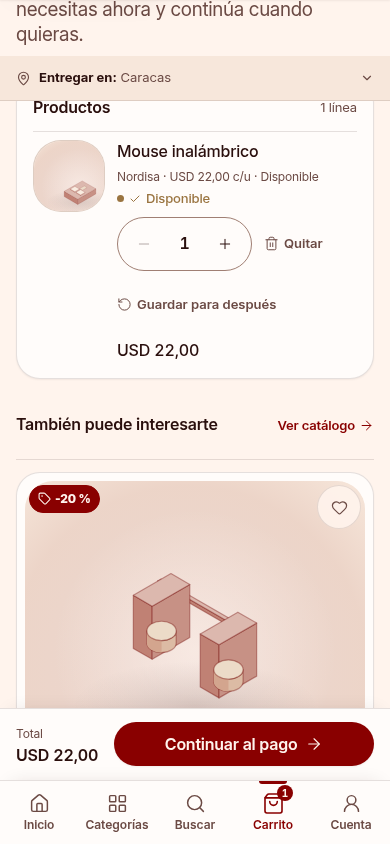 necesitas ahora y continúa cuando
quieras.
Entregar en: Caracas
Productos
1 línea
Mouse inalámbrico
Nordisa · USD 22,00 c/u · Disponible
Disponible
1
Quitar
Guardar para después
USD 22,00
También puede interesarte
Ver catálogo
-20 %
Total
USD 22,00
Continuar al pago
1
Inicio
Categorías
Buscar
Carrito
Cuenta